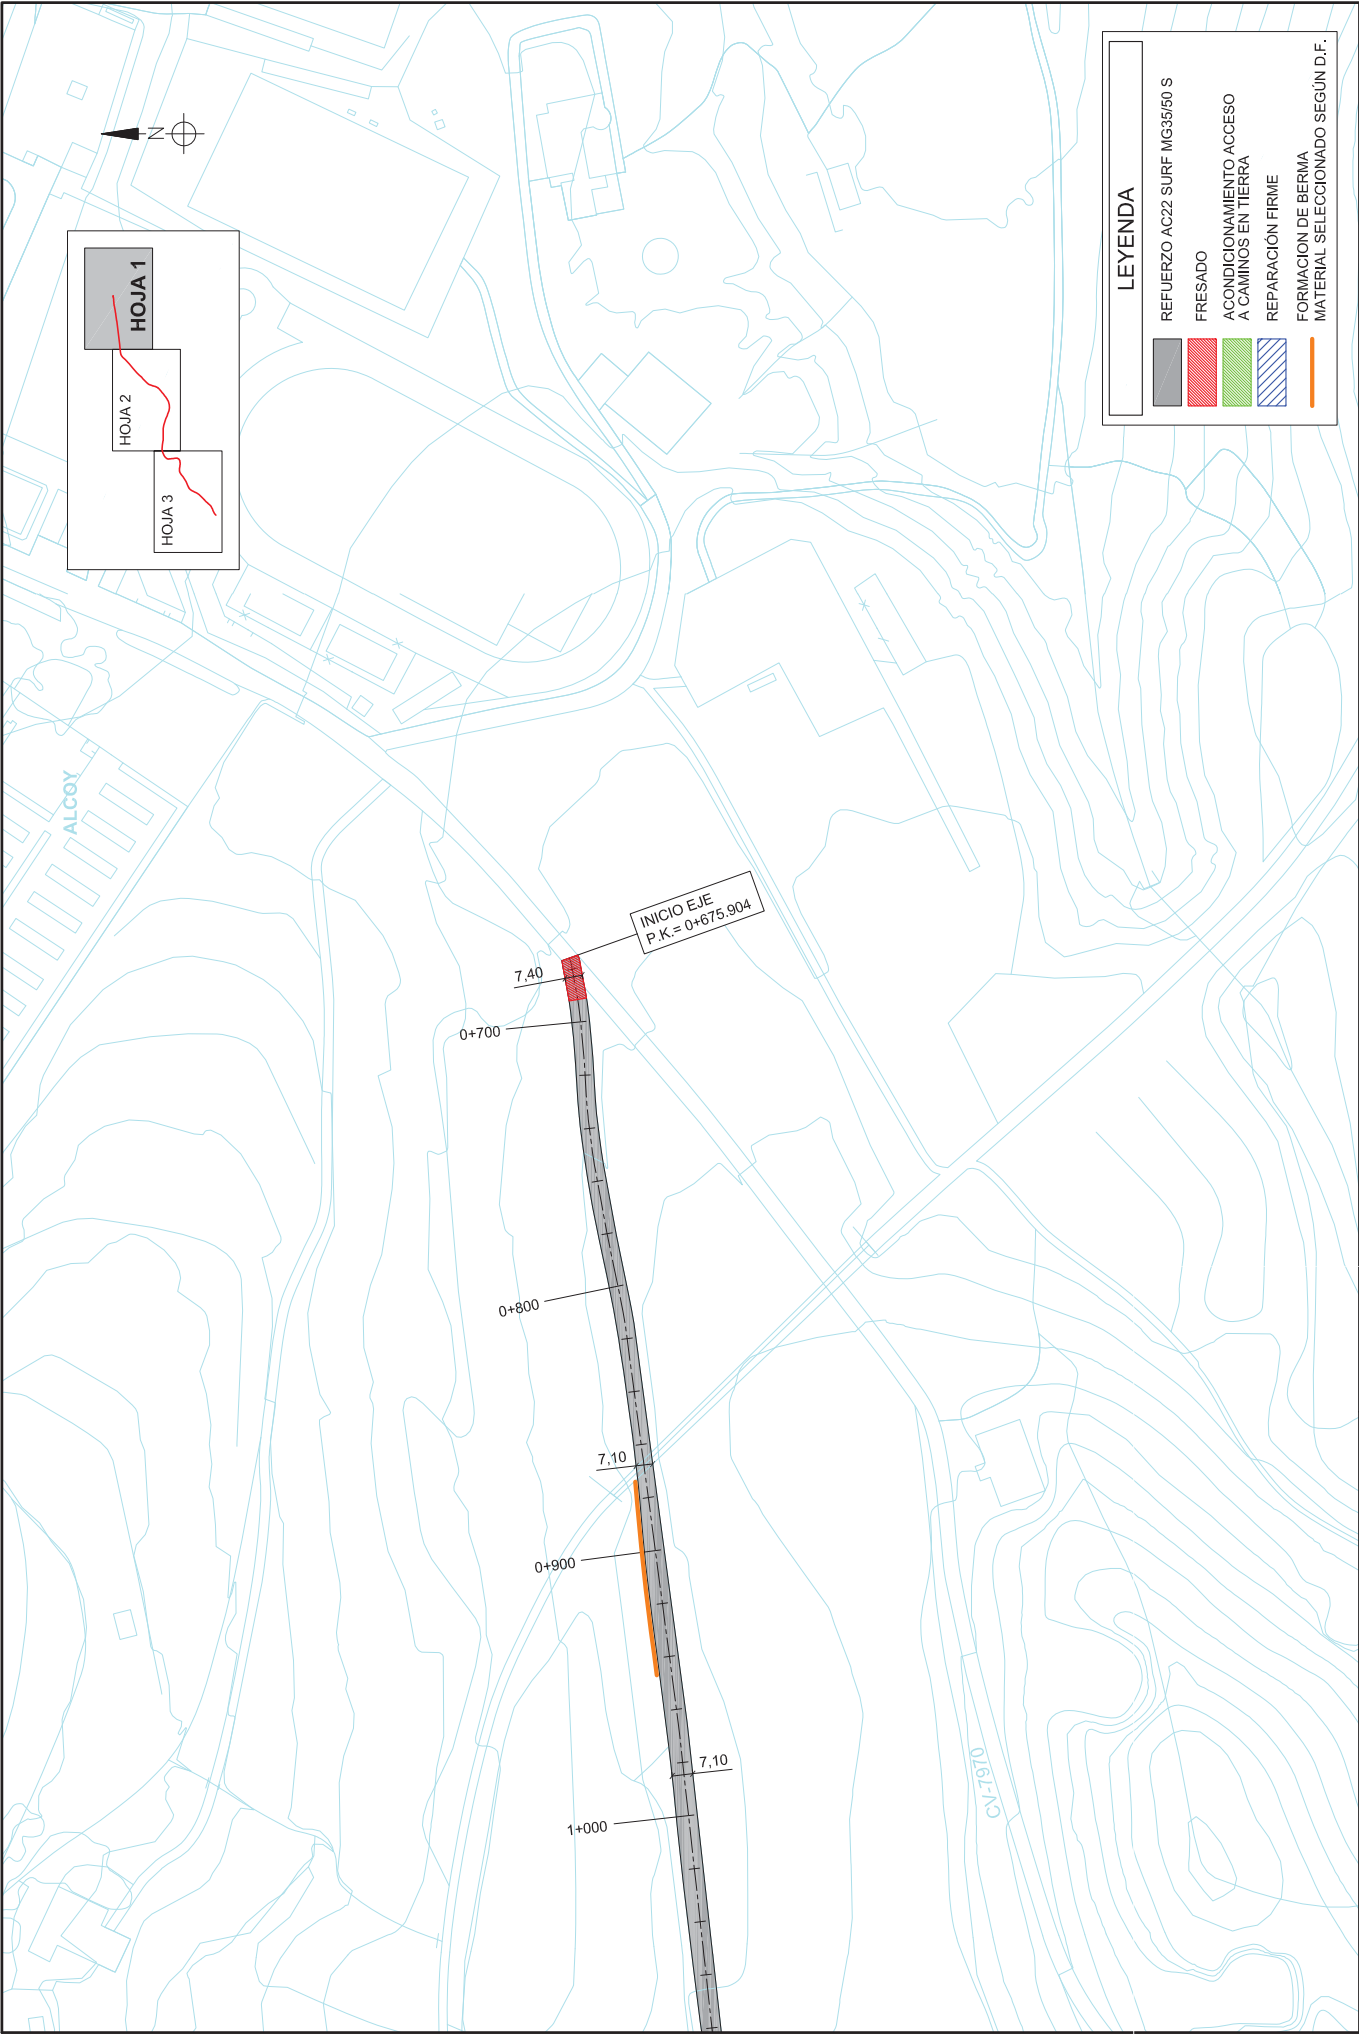 HOJA 1
HOJA 2
HOJA 3
N
ALCOY
LEYENDA
REFUERZO AC22 SURF MG35/50 S
FRESADO
ACONDICIONAMIENTO ACCESO
A CAMINOS EN TIERRA
REPARACIÓN FIRME
FORMACION DE BERMA
MATERIAL SELECCIONADO SEGÚN D.F.
INICIO EJE
P.K.= 0+675.904
7,40
0+700
0+800
7,10
0+900
7,10
1+000
CV-7970